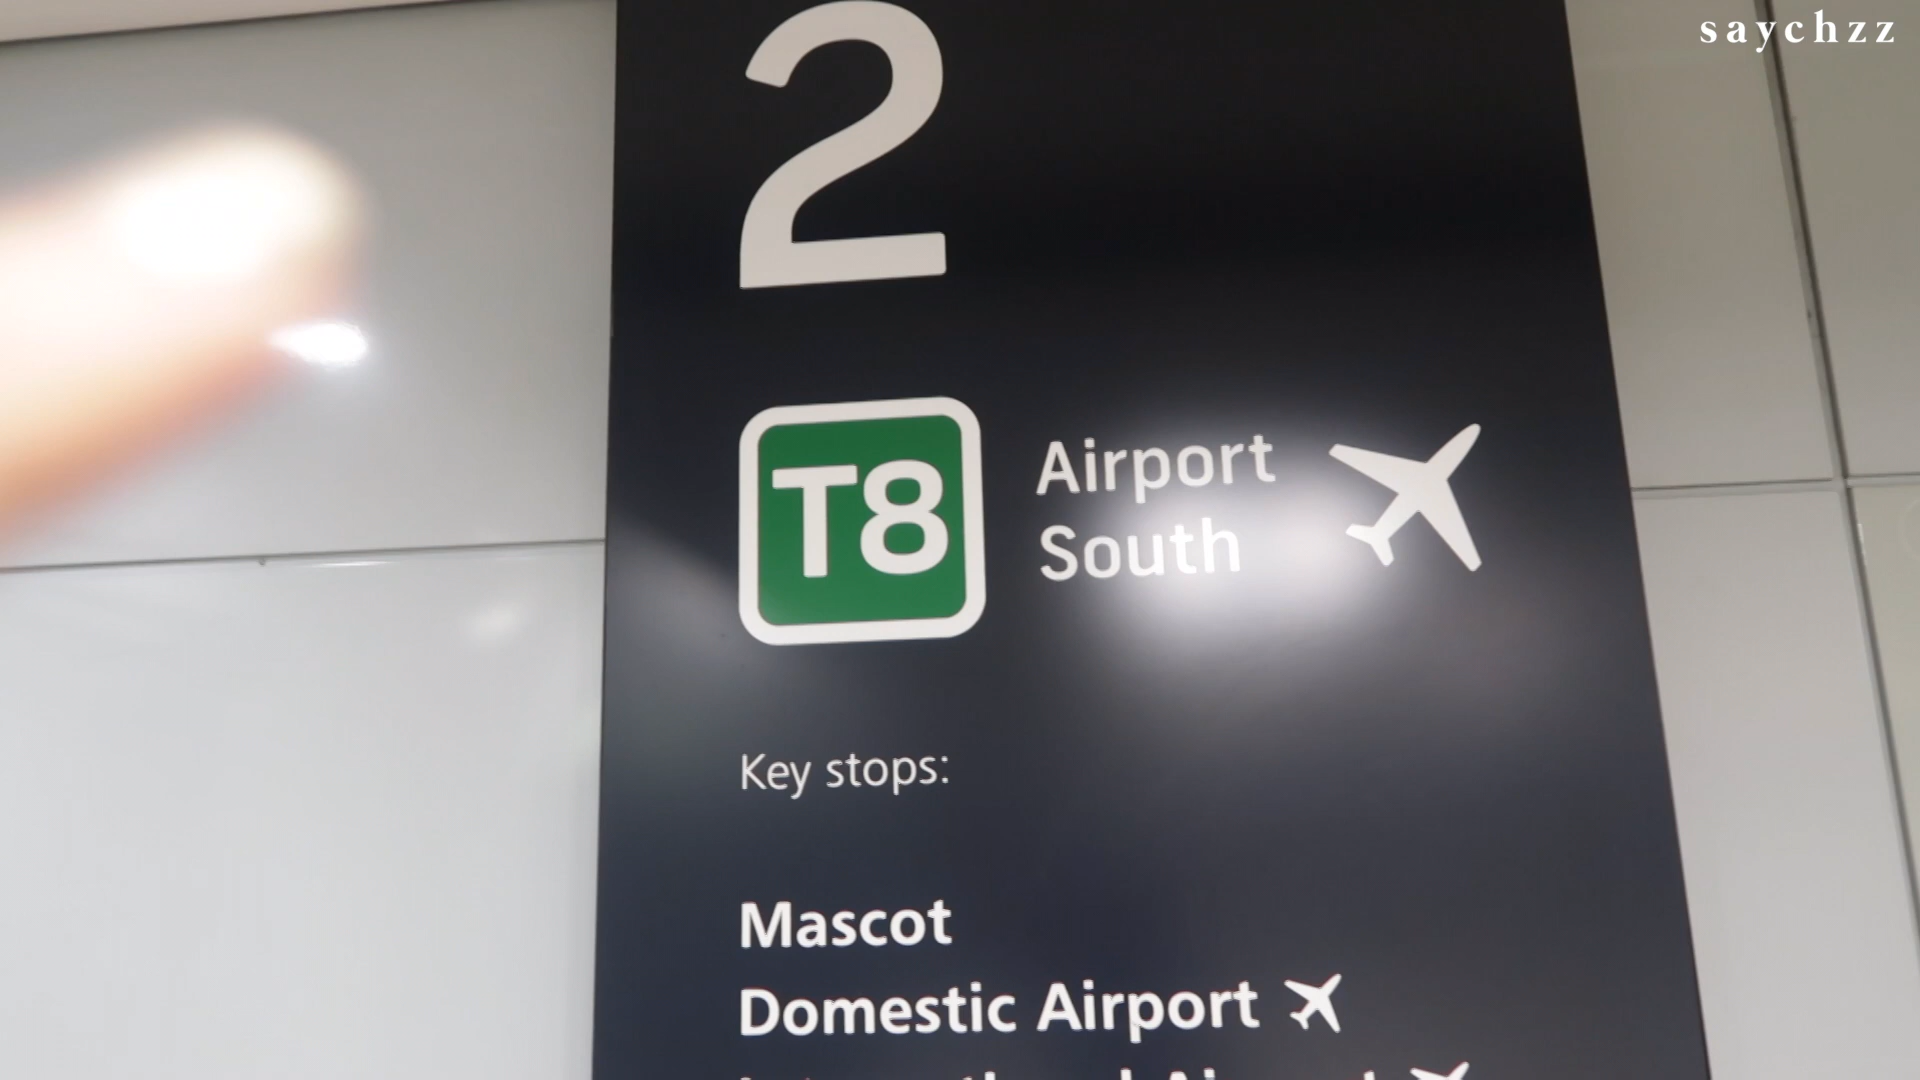 saychzz
2
T8
Airport
South
Key stops:
Mascot
Domestic Airport